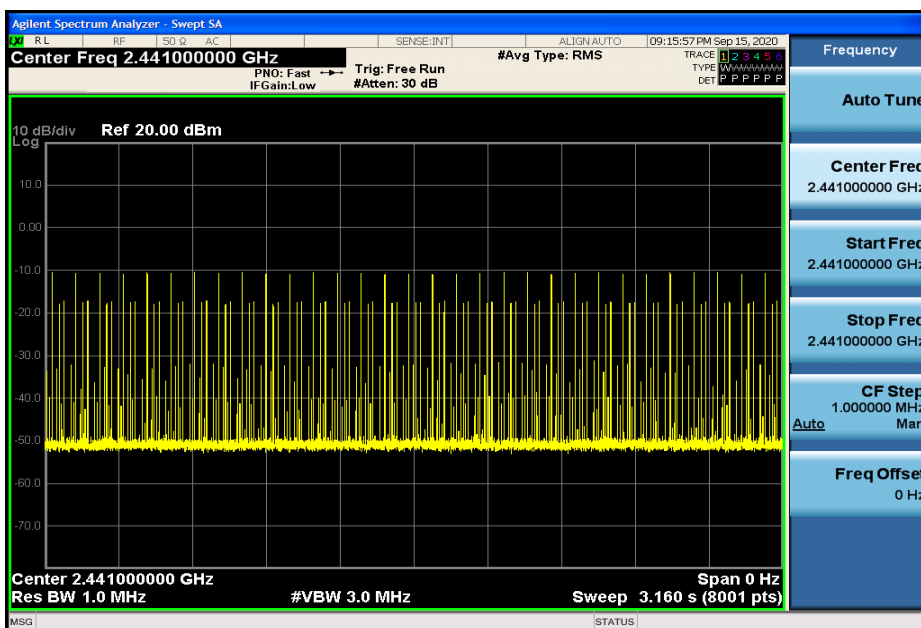 Agilent Spectrum Analyzer - Swept SA
LXI RL RF 50 Ω AC SENSE:INT ALIGN AUTO 09:15:57 PM Sep 15, 2020
Center Freq 2.441000000 GHz
PNO: Fast
IFGain:Low
Trig: Free Run
#Atten: 30 dB
#Avg Type: RMS
TRACE 1 2 3 4 5 6
TYPE WWWWWW
DET P P P P P P
10 dB/div Ref 20.00 dBm
Log
10.0
0.00
-10.0
-20.0
-30.0
-40.0
-50.0
-60.0
-70.0
Center 2.441000000 GHz Span 0 Hz
Res BW 1.0 MHz #VBW 3.0 MHz Sweep 3.160 s (8001 pts)
MSG STATUS
Frequency
Auto Tune
Center Freq
2.441000000 GHz
Start Freq
2.441000000 GHz
Stop Freq
2.441000000 GHz
CF Step
1.000000 MHz
Auto Man
Freq Offset
0 Hz